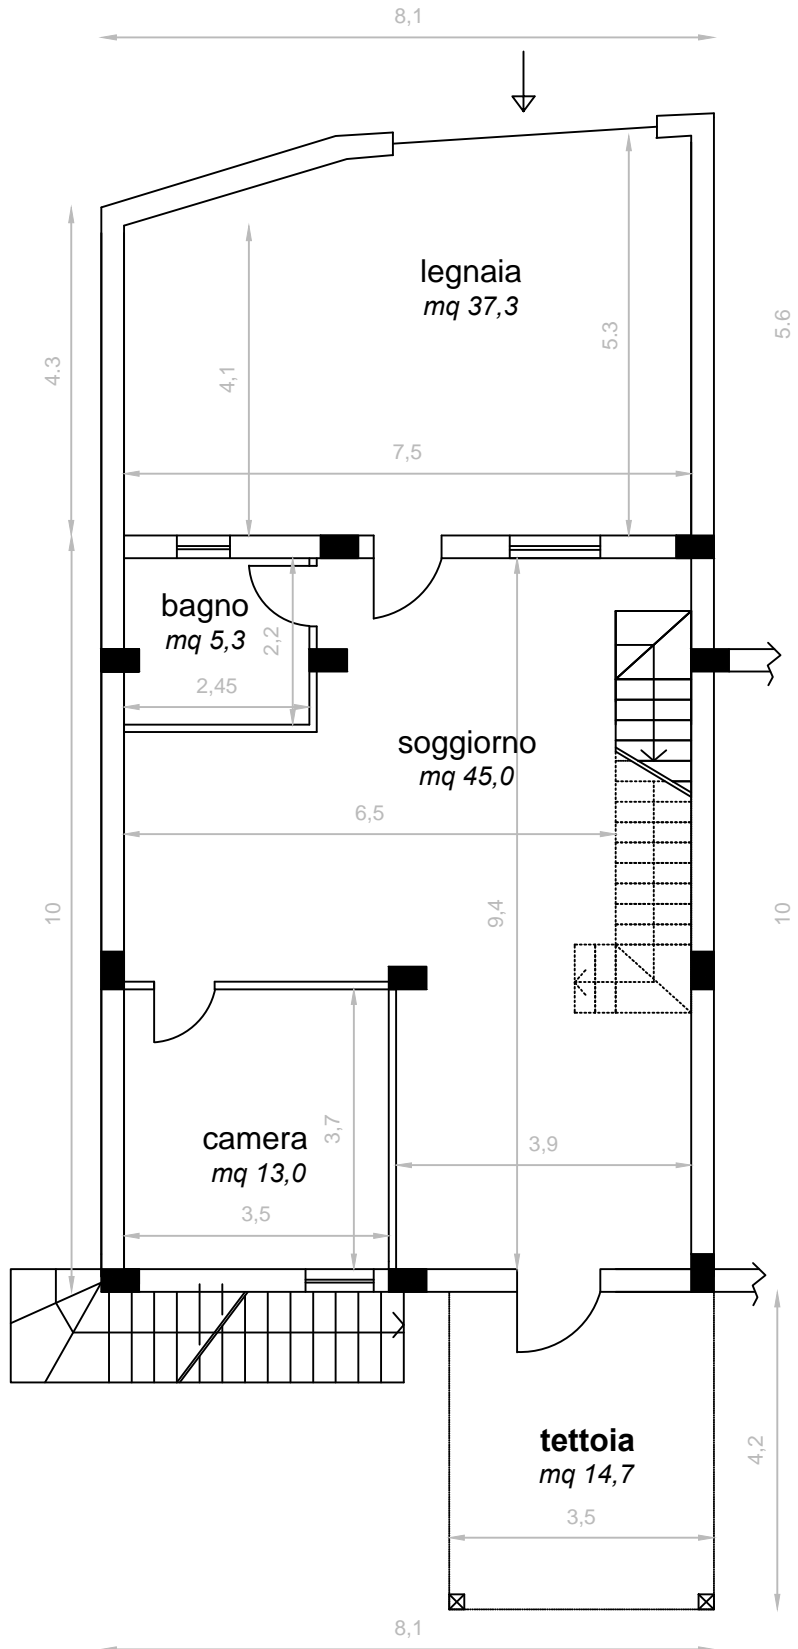 8,1
legnaia
mq 37,3
5.3
5.6
4.3
4,1
7,5
bagno
mq 5,3
2,2
2,45
soggiorno
mq 45,0
6,5
9,4
10
10
camera
mq 13,0
3,7
3,9
3,5
tettoia
mq 14,7
4,2
3,5
8,1